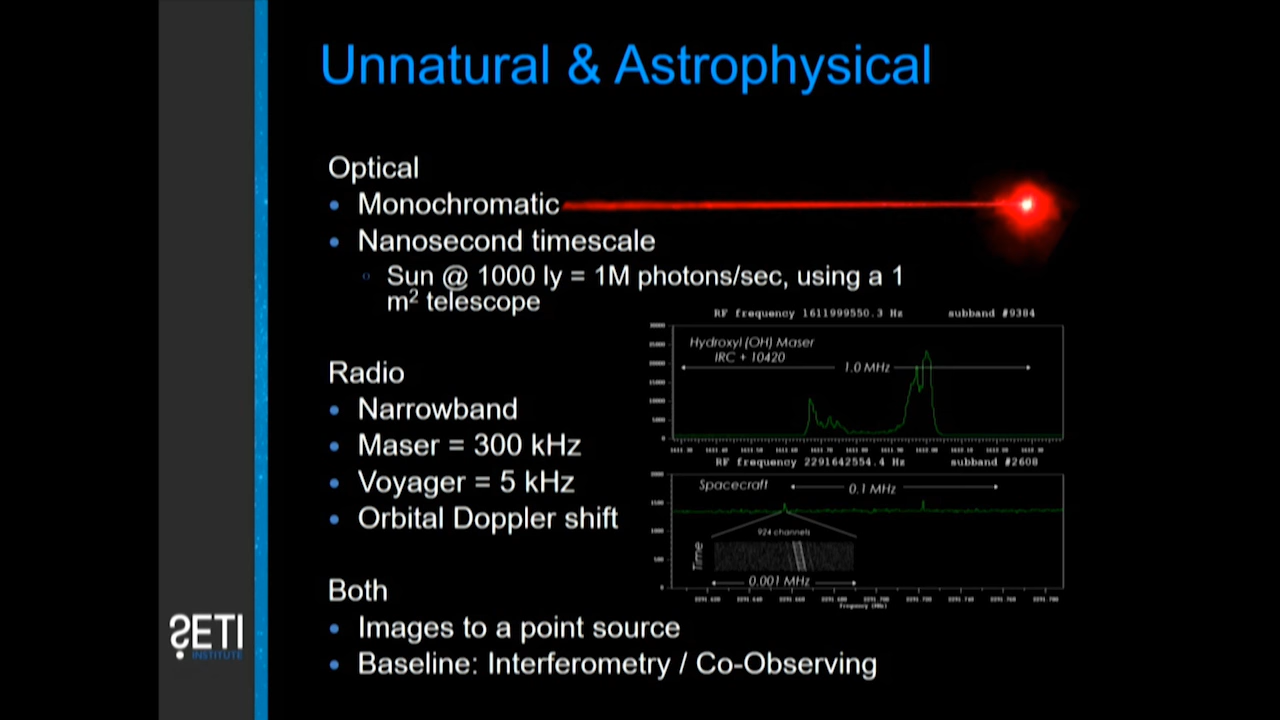 Unnatural & Astrophysical
Optical
Monochromatic
Nanosecond timescale
Sun @ 1000 ly = 1M photons/sec, using a 1
m² telescope
Radio
Narrowband
Maser = 300 kHz
Voyager = 5 kHz
Orbital Doppler shift
Both
Images to a point source
Baseline: Interferometry / Co-Observing
RF frequency 1611999550.3 Hz subband #9384
Hydroxyl (OH) Maser
IRC + 10420
1.0 MHz
RF frequency 2291642554.4 Hz subband #2608
Spacecraft
0.1 MHz
924 channels
Time
0.001 MHz
Frequency (MHz)
SETI
INSTITUTE